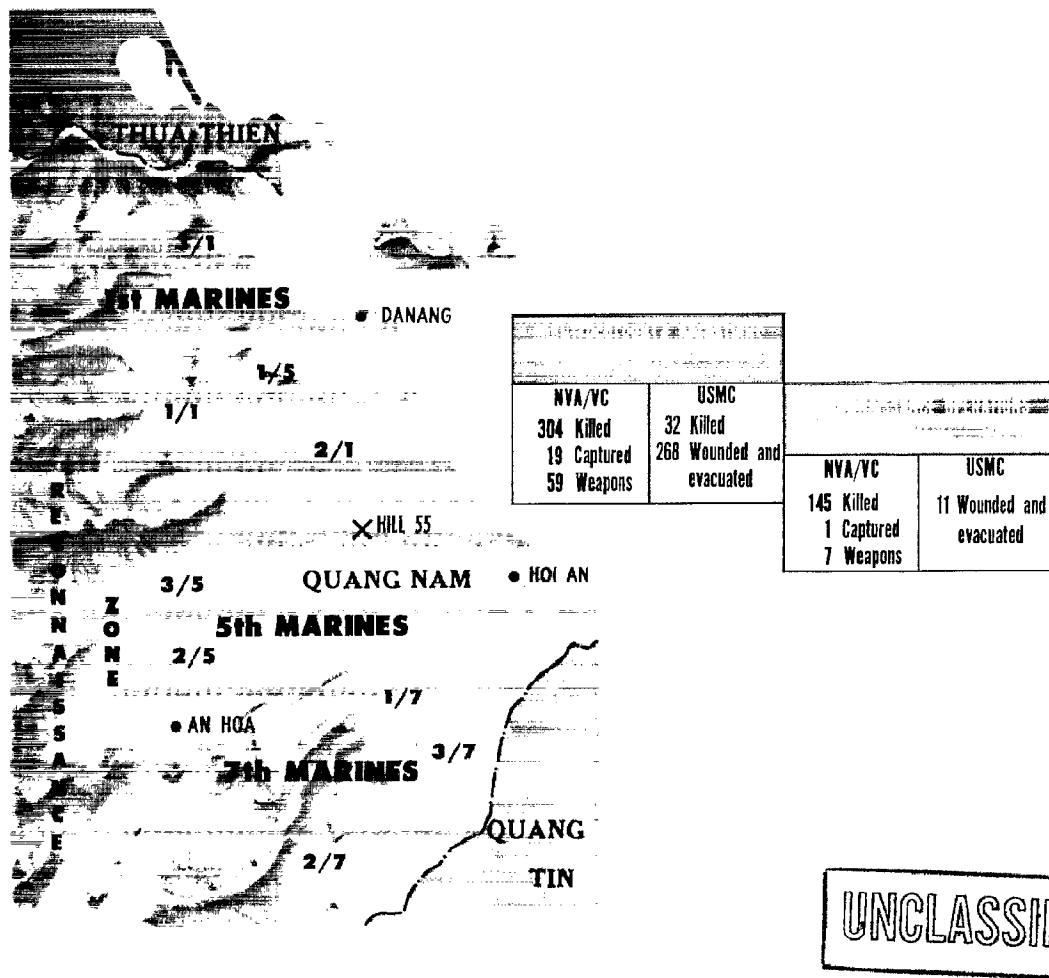 THUA THIEN
3/1
1st MARINES
DANANG
1/5
1/1
2/1
HILL 55
RECONNAISSANCE
ZONE
3/5
QUANG NAM
HOI AN
5th MARINES
2/5
1/7
AN HOA
3/7
7th MARINES
QUANG
TIN
2/7
NVA/VC
304 Killed
19 Captured
59 Weapons
USMC
32 Killed
268 Wounded and
evacuated
NVA/VC
145 Killed
1 Captured
7 Weapons
USMC
11 Wounded and
evacuated
UNCLASSI